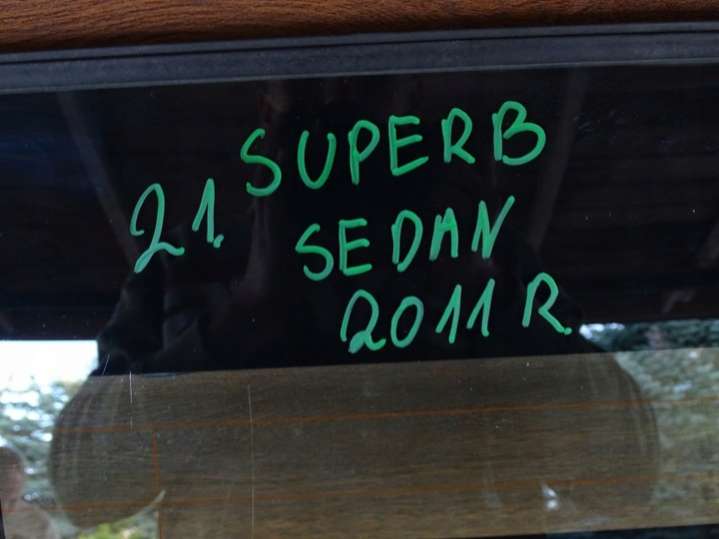 21. SUPERB
SEDAN
2011 R.